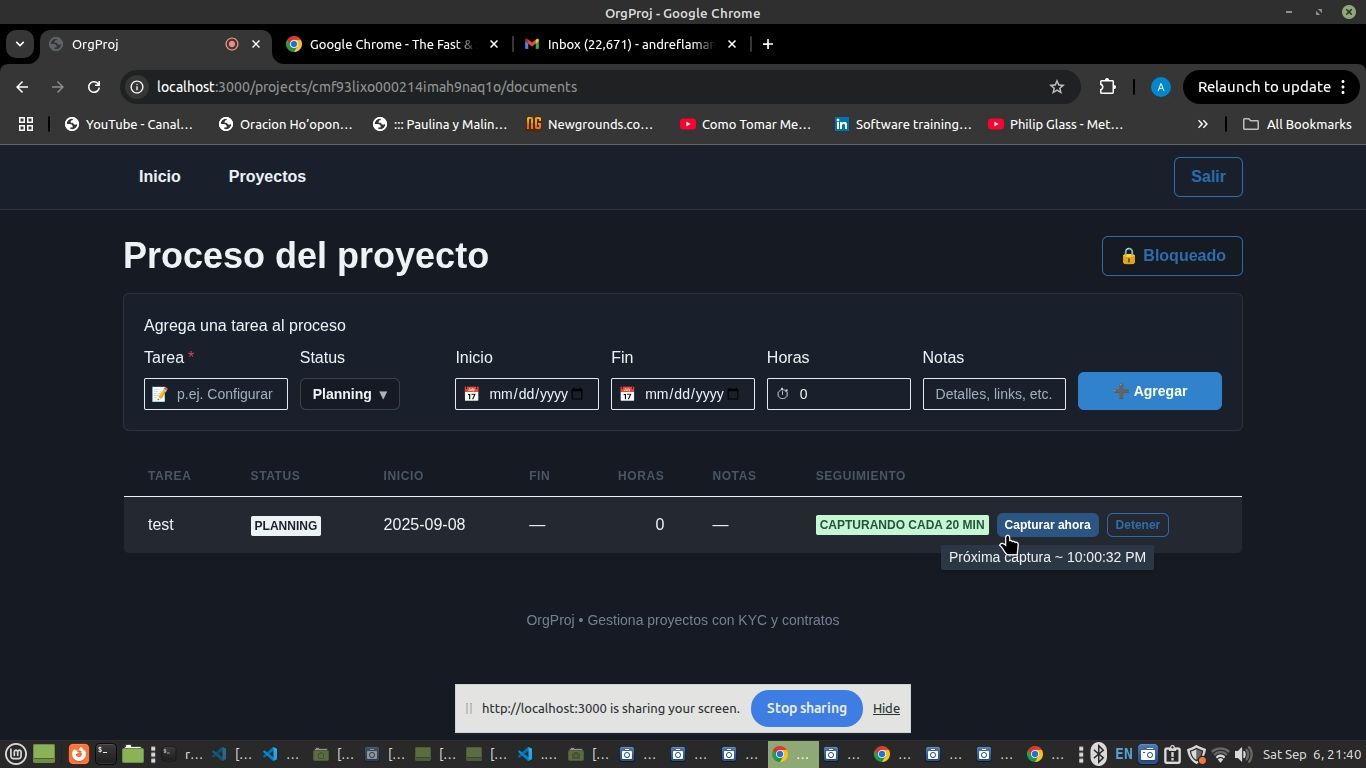 OrgProj - Google Chrome
OrgProj
Google Chrome - The Fast &
Inbox (22,671) - andreflama
localhost:3000/projects/cmf93lixo000214imah9naq1o/documents
A
Relaunch to update
YouTube - Canal...
Oracion Ho'opon...
::: Paulina y Malin...
Newgrounds.co...
Como Tomar Me...
Software training...
Philip Glass - Met...
»
All Bookmarks
Inicio
Proyectos
Salir
Proceso del proyecto
🔒 Bloqueado
Agrega una tarea al proceso
Tarea * Status Inicio Fin Horas Notas
📝 p.ej. Configurar Planning ▾ 📅 mm/dd/yyyy 📅 mm/dd/yyyy ⏱ 0 Detalles, links, etc. ➕ Agregar
TAREA STATUS INICIO FIN HORAS NOTAS SEGUIMIENTO
test PLANNING 2025-09-08 — 0 — CAPTURANDO CADA 20 MIN Capturar ahora Detener
Próxima captura ~ 10:00:32 PM
OrgProj • Gestiona proyectos con KYC y contratos
http://localhost:3000 is sharing your screen. Stop sharing Hide
r... [... ... [... [... [... [... .... [... ... ... ... ... ... ... ... ... ... EN Sat Sep 6, 21:40